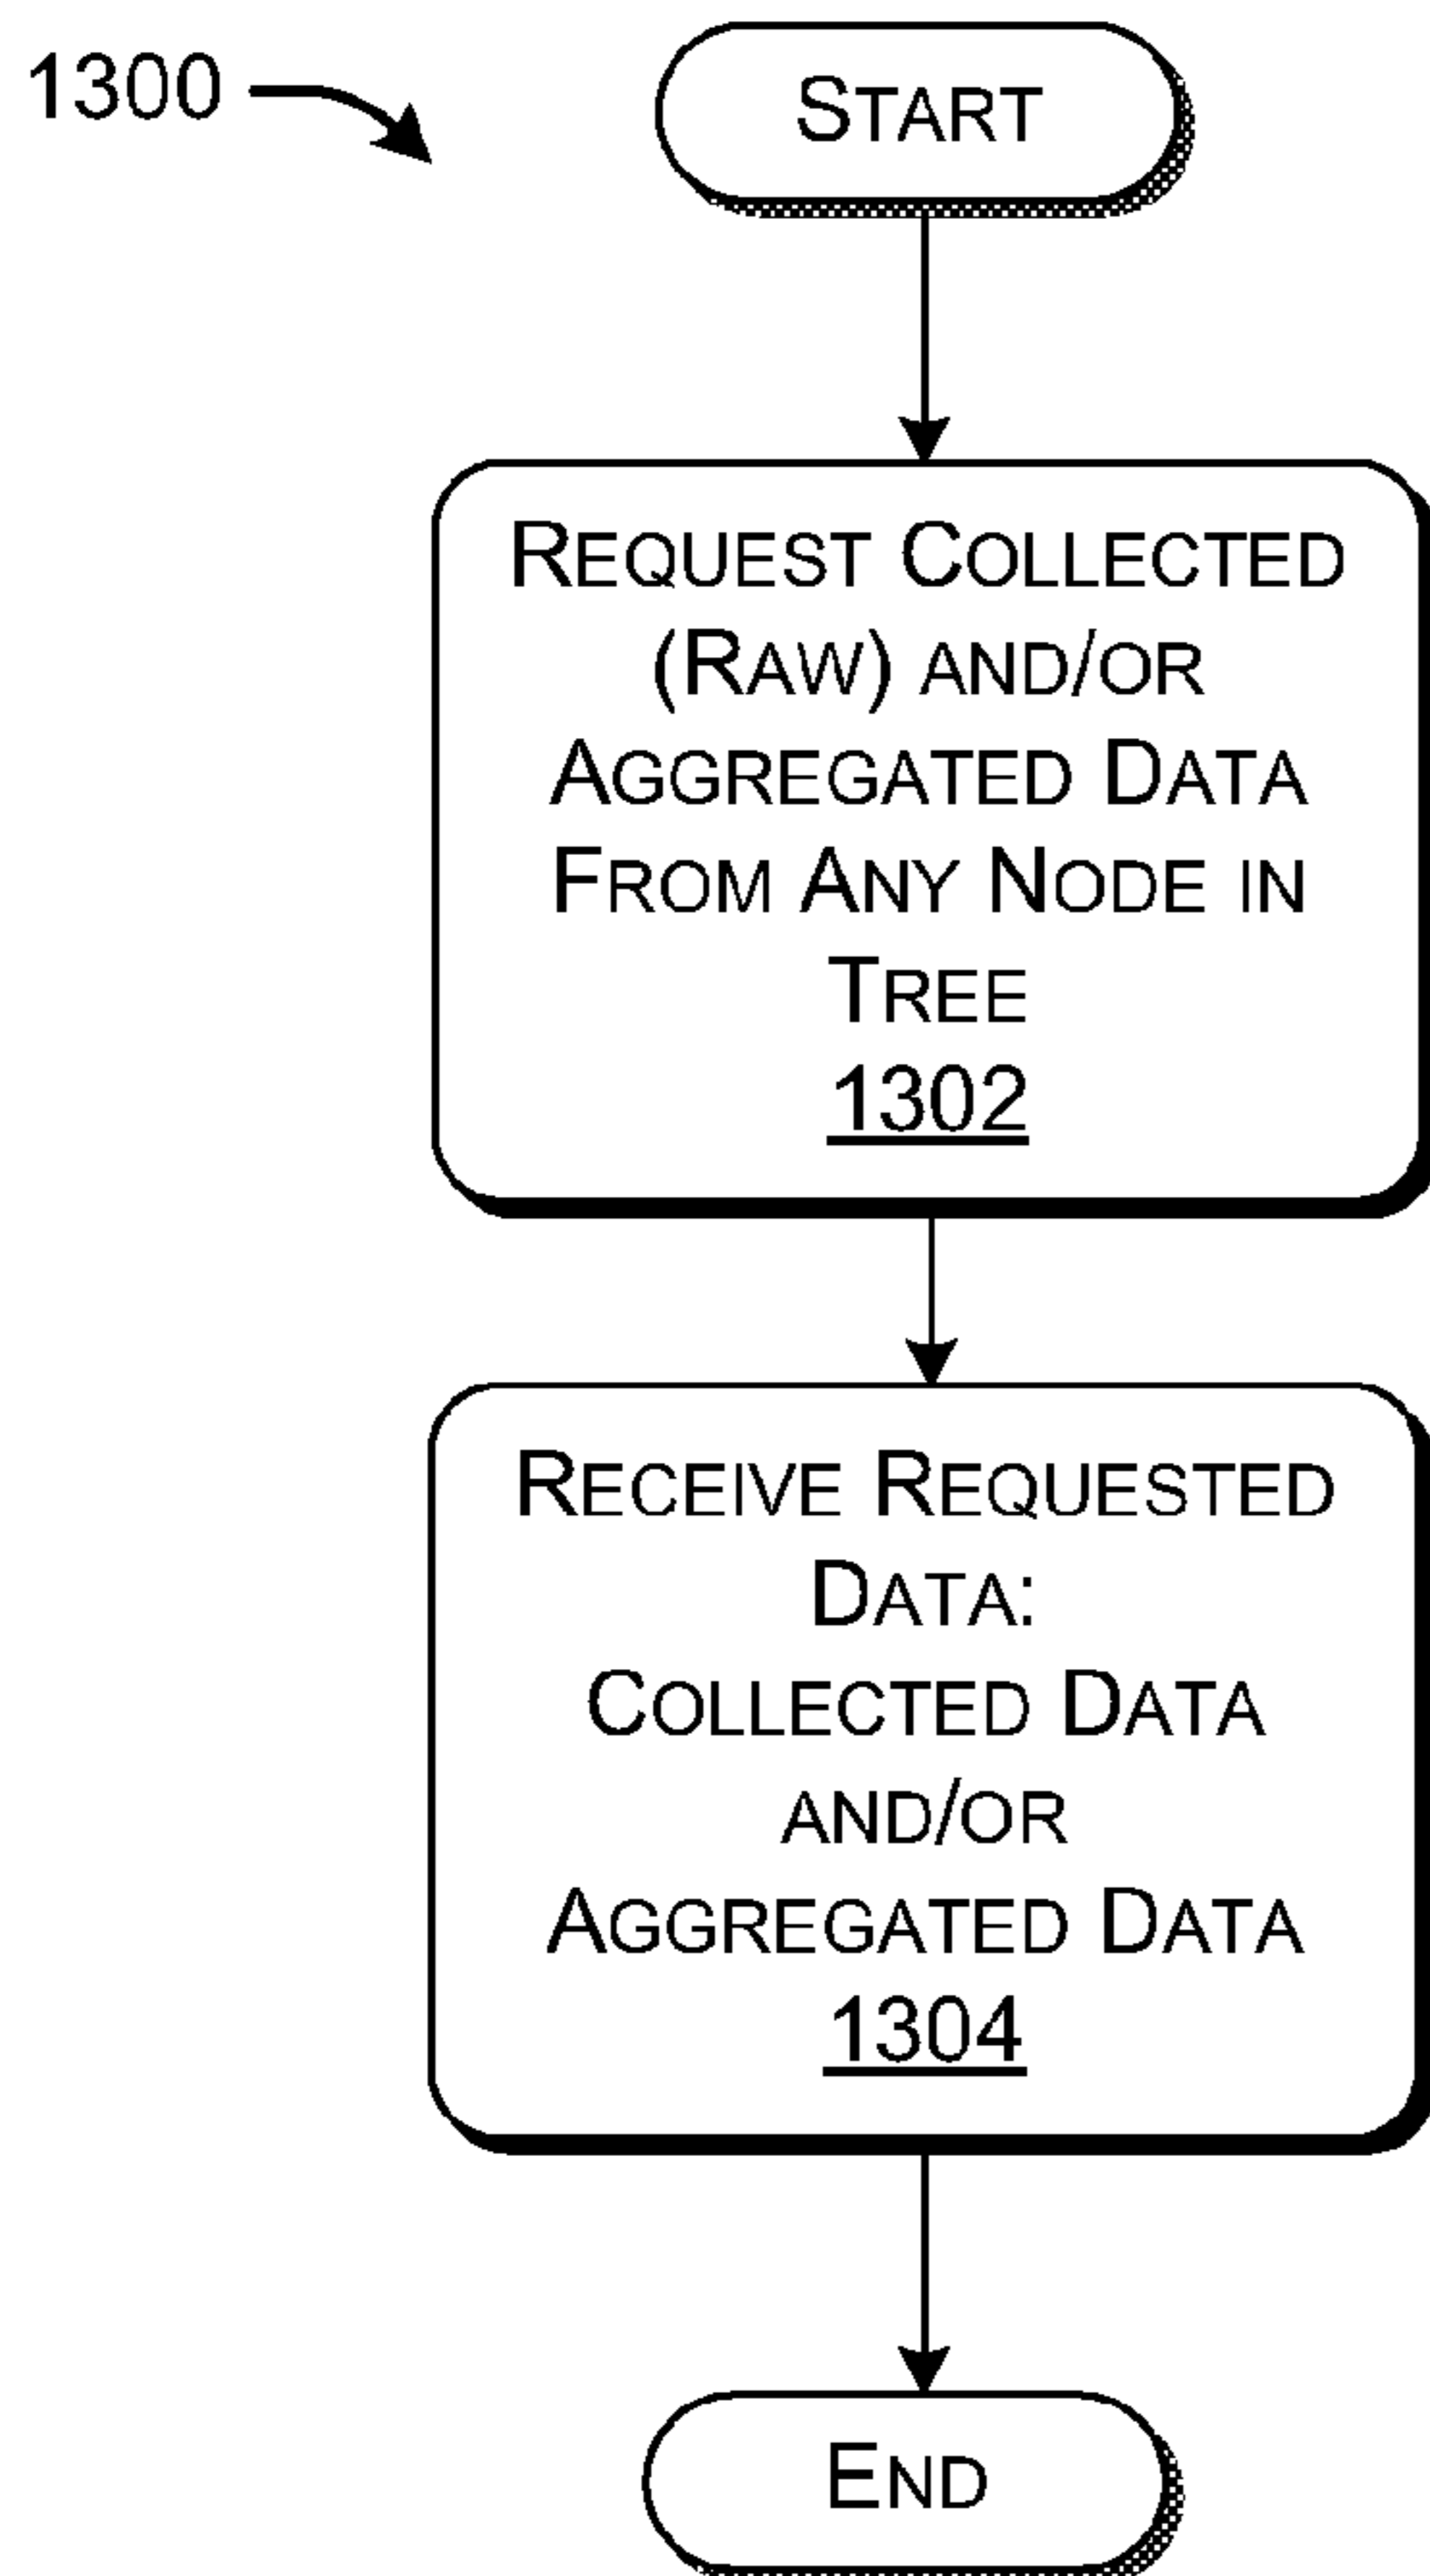 1300
START
REQUEST COLLECTED
(RAW) AND/OR
AGGREGATED DATA
FROM ANY NODE IN
TREE
1302
RECEIVE REQUESTED
DATA:
COLLECTED DATA
AND/OR
AGGREGATED DATA
1304
END